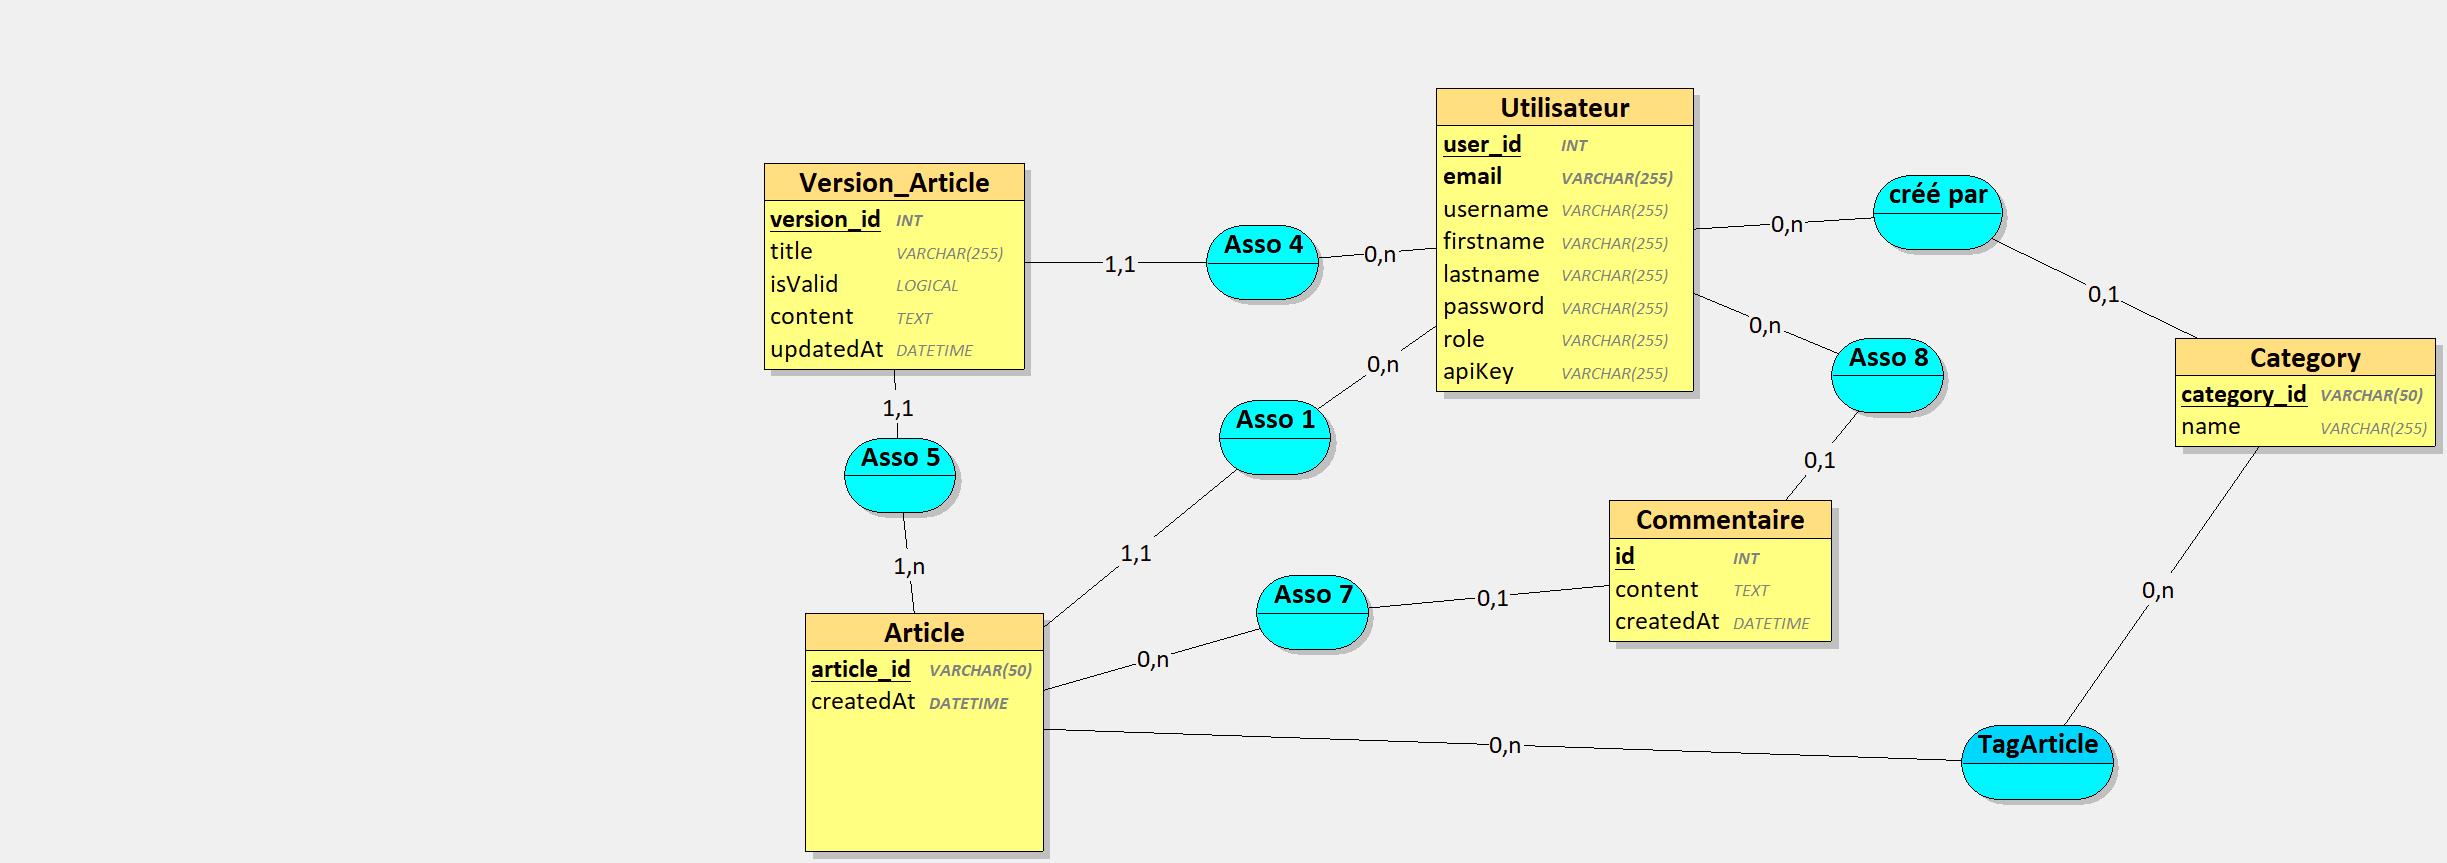 Utilisateur
user_id INT
email VARCHAR(255)
username VARCHAR(255)
firstname VARCHAR(255)
lastname VARCHAR(255)
password VARCHAR(255)
role VARCHAR(255)
apiKey VARCHAR(255)
Version_Article
version_id INT
title VARCHAR(255)
isValid LOGICAL
content TEXT
updatedAt DATETIME
1,1
Asso 4
0,n
0,n
créé par
0,1
0,n
Asso 8
0,1
Category
category_id VARCHAR(50)
name VARCHAR(255)
0,n
Asso 1
1,1
1,1
Asso 5
1,n
Commentaire
id INT
content TEXT
createdAt DATETIME
0,1
Asso 7
0,n
Article
article_id VARCHAR(50)
createdAt DATETIME
0,n
0,n
TagArticle